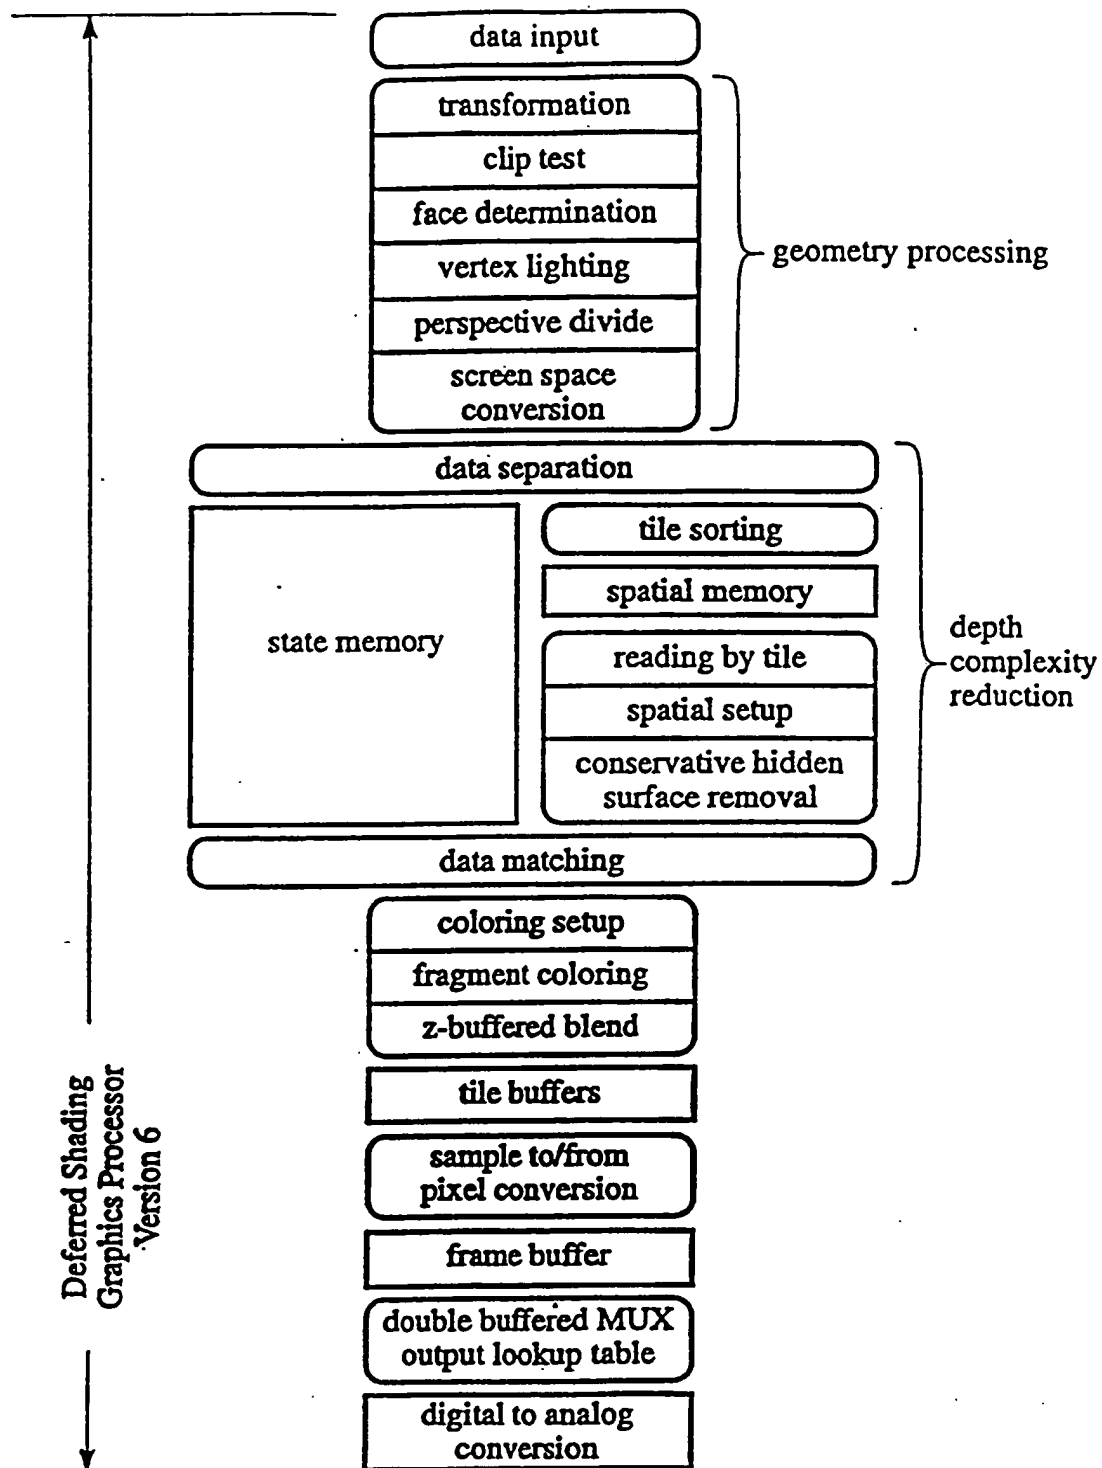 data input
transformation
clip test
face determination
vertex lighting
perspective divide
screen space
conversion
geometry processing
data separation
state memory
tile sorting
spatial memory
reading by tile
spatial setup
conservative hidden
surface removal
depth
complexity
reduction
data matching
coloring setup
fragment coloring
z-buffered blend
tile buffers
sample to/from
pixel conversion
frame buffer
double buffered MUX
output lookup table
digital to analog
conversion
Deferred Shading
Graphics Processor
Version 6